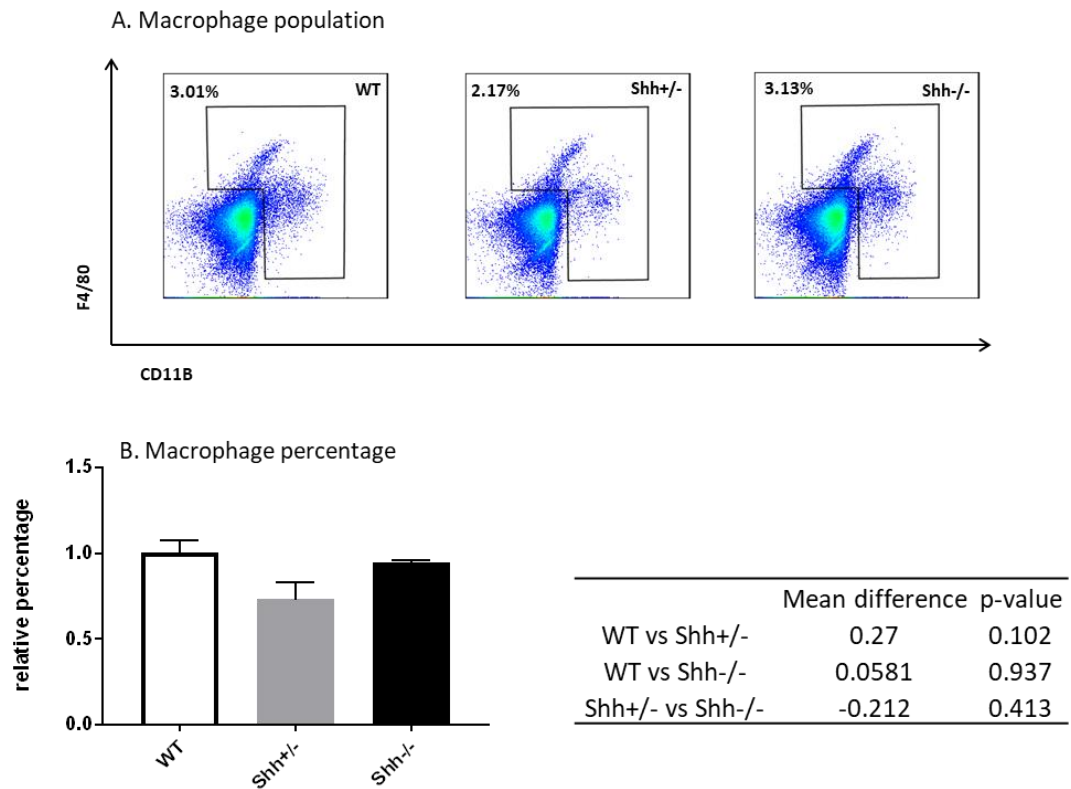 A. Macrophage population
3.01% WT
2.17% Shh+/-
3.13% Shh-/-
F4/80
CD11B
B. Macrophage percentage
relative percentage
1.5
1.0
0.5
0.0
WT
Shh+/-
Shh-/-
Mean difference p-value
WT vs Shh+/- 0.27 0.102
WT vs Shh-/- 0.0581 0.937
Shh+/- vs Shh-/- -0.212 0.413